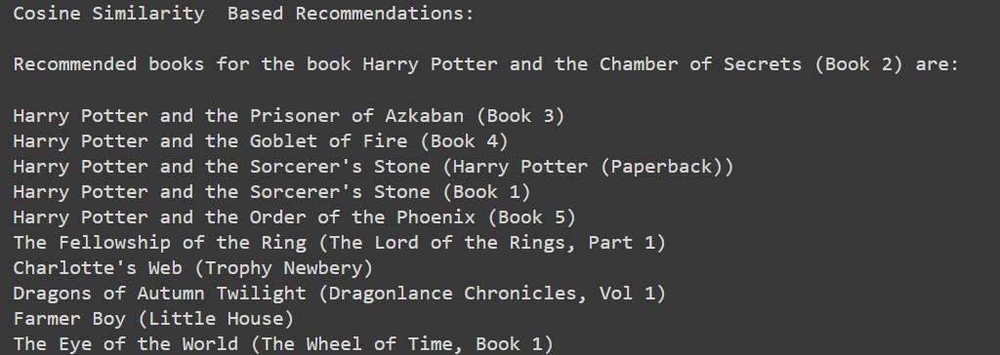 Cosine Similarity  Based Recommendations:
Recommended books for the book Harry Potter and the Chamber of Secrets (Book 2) are:
Harry Potter and the Prisoner of Azkaban (Book 3)
Harry Potter and the Goblet of Fire (Book 4)
Harry Potter and the Sorcerer's Stone (Harry Potter (Paperback))
Harry Potter and the Sorcerer's Stone (Book 1)
Harry Potter and the Order of the Phoenix (Book 5)
The Fellowship of the Ring (The Lord of the Rings, Part 1)
Charlotte's Web (Trophy Newbery)
Dragons of Autumn Twilight (Dragonlance Chronicles, Vol 1)
Farmer Boy (Little House)
The Eye of the World (The Wheel of Time, Book 1)